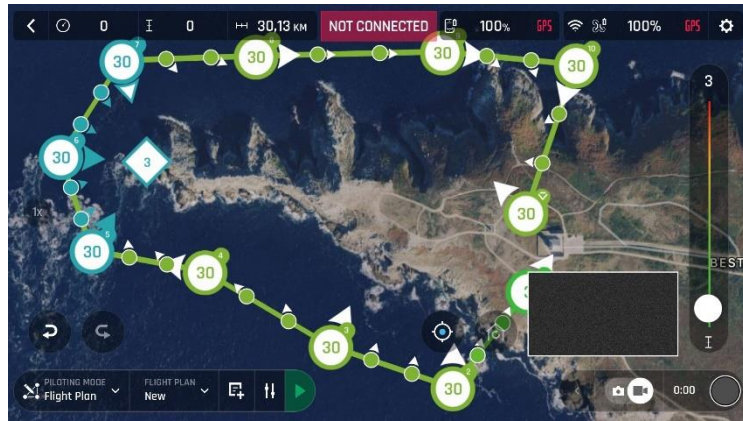 0
0
30,13 км
NOT CONNECTED
100%
GPS
100%
GPS
7
30
30
30
10
30
3
30
6
3
30
1x
30
5
30
4
30
3
30
2
BEST
PILOTING MODE
Flight Plan
FLIGHT PLAN
New
0:00